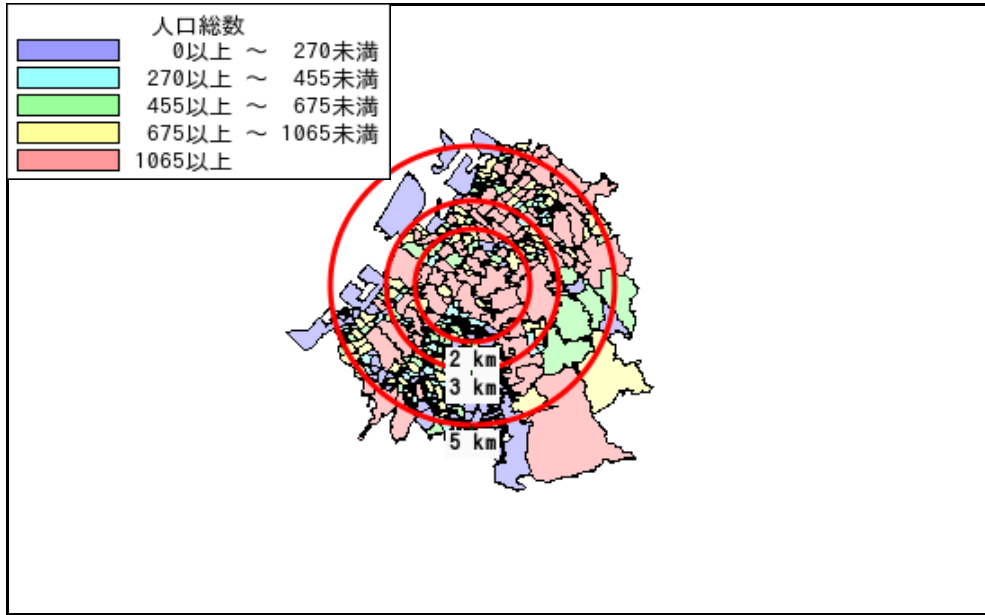 人口総数
0以上 ～ 270未満
270以上 ～ 455未満
455以上 ～ 675未満
675以上 ～ 1065未満
1065以上
2 km
3 km
5 km